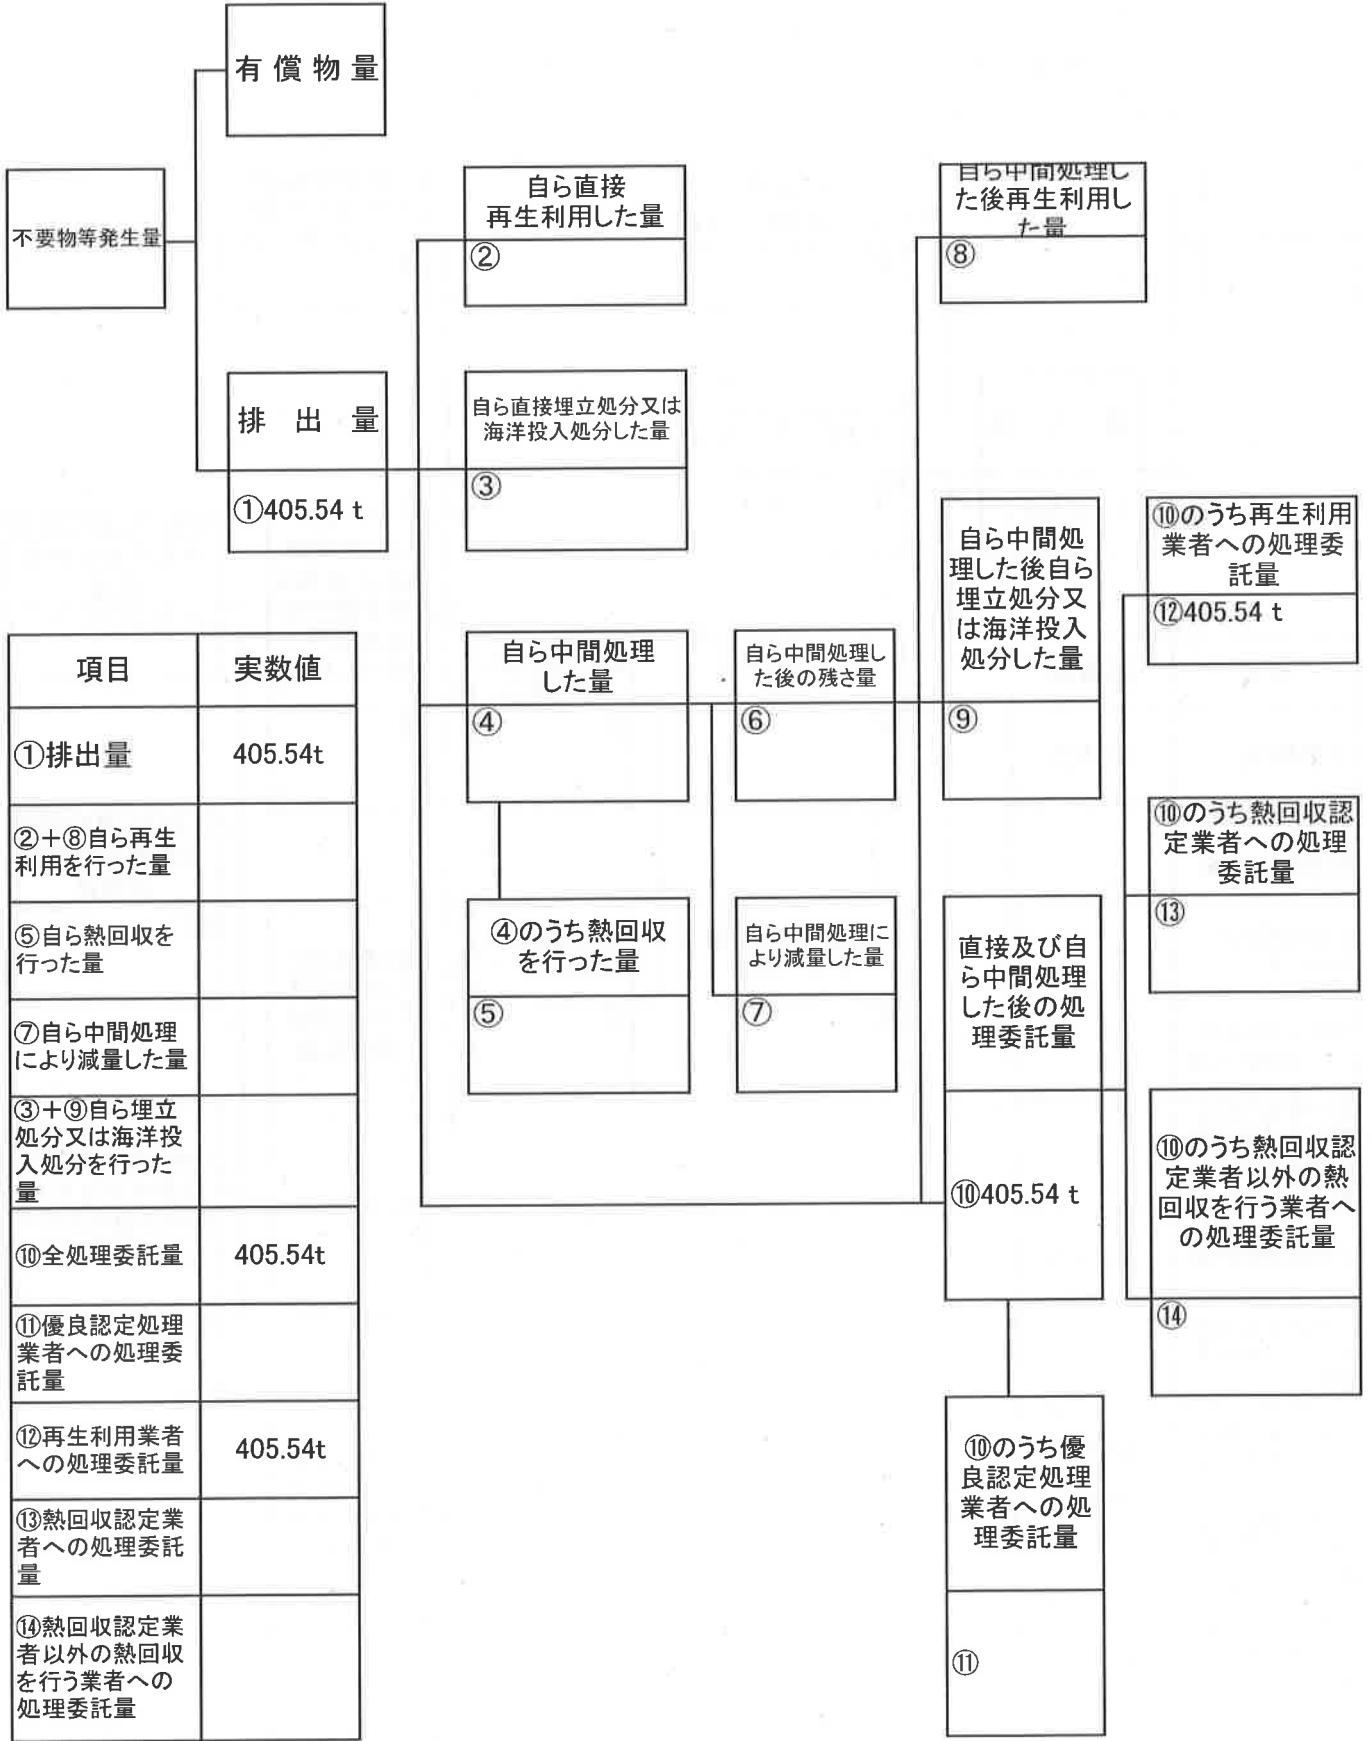 有償物量
不要物等発生量
排出量
①405.54 t
自ら直接
再生利用した量
②
自ら直接埋立処分又は
海洋投入処分した量
③
自ら中間処理
した量
④
④のうち熱回収
を行った量
⑤
自ら中間処理し
た後の残さ量
⑥
自ら中間処理に
より減量した量
⑦
自ら中間処理し
た後再生利用し
た量
⑧
自ら中間処
理した後自ら
埋立処分又
は海洋投入
処分した量
⑨
直接及び自
ら中間処理
した後の処
理委託量
⑩405.54 t
⑩のうち優
良認定処理
業者への処
理委託量
⑪
⑩のうち再生利用
業者への処理委
託量
⑫405.54 t
⑩のうち熱回収認
定業者への処理
委託量
⑬
⑩のうち熱回収認
定業者以外の熱
回収を行う業者へ
の処理委託量
⑭
項目 実数値
①排出量 405.54t
②+⑧自ら再生
利用を行った量
⑤自ら熱回収を
行った量
⑦自ら中間処理
により減量した量
③+⑨自ら埋立
処分又は海洋投
入処分を行った
量
⑩全処理委託量 405.54t
⑪優良認定処理
業者への処理委
託量
⑫再生利用業者
への処理委託量 405.54t
⑬熱回収認定業
者への処理委託
量
⑭熱回収認定業
者以外の熱回収
を行う業者への
処理委託量